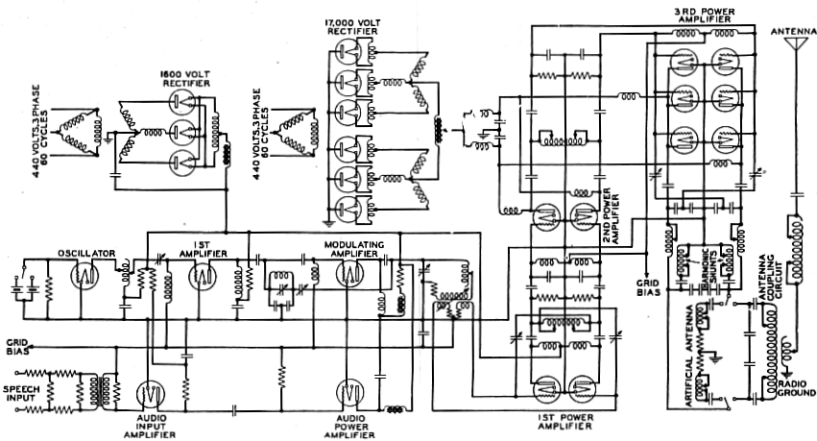 3RD POWER
AMPLIFIER
ANTENNA
17,000 VOLT
RECTIFIER
1600 VOLT
RECTIFIER
440 VOLTS, 3 PHASE
60 CYCLES
440 VOLTS, 3 PHASE
60 CYCLES
2ND POWER
AMPLIFIER
OSCILLATOR
1ST
AMPLIFIER
MODULATING
AMPLIFIER
HARMONIC
SHUNTS
ANTENNA
COUPLING
CIRCUIT
GRID
BIAS
GRID
BIAS
ARTIFICIAL ANTENNA
SPEECH
INPUT
AUDIO
INPUT
AMPLIFIER
AUDIO
POWER
AMPLIFIER
1ST POWER
AMPLIFIER
RADIO
GROUND